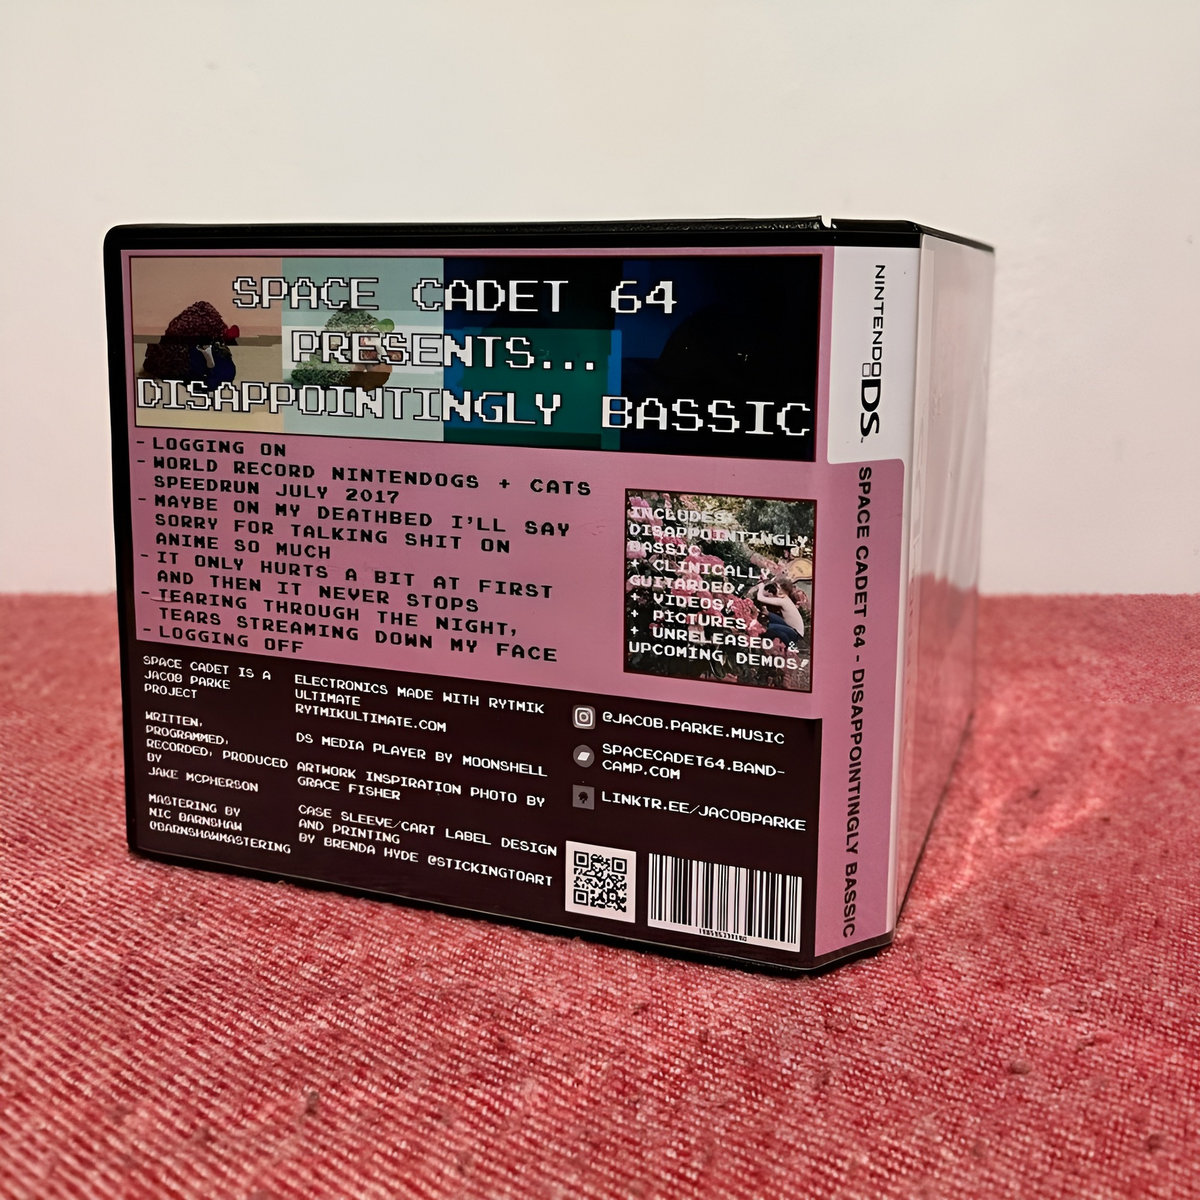 SPACE CADET 64
PRESENTS...
DISAPPOINTINGLY BASSIC
- LOGGING ON
- WORLD RECORD NINTENDOGS + CATS
SPEEDRUN JULY 2017
- MAYBE ON MY DEATHBED I'LL SAY
SORRY FOR TALKING SHIT ON
ANIME SO MUCH
- IT ONLY HURTS A BIT AT FIRST
AND THEN IT NEVER STOPS
- TEARING THROUGH THE NIGHT,
TEARS STREAMING DOWN MY FACE
- LOGGING OFF
INCLUDES
DISAPPOINTINGLY
BASSIC
+ CLINICALLY
GUITARDED!
+ VIDEOS!
+ PICTURES!
+ UNRELEASED &
UPCOMING DEMOS!
SPACE CADET IS A
JACOB PARKE
PROJECT
WRITTEN,
PROGRAMMED,
RECORDED, PRODUCED
BY
JAKE MCPHERSON
MASTERING BY
NIC BARNSHAW
@BARNSHAWMASTERING
ELECTRONICS MADE WITH RYTMIK
ULTIMATE
RYTMIKULTIMATE.COM
DS MEDIA PLAYER BY MOONSHELL
ARTWORK INSPIRATION PHOTO BY
GRACE FISHER
CASE SLEEVE/CART LABEL DESIGN
AND PRINTING
BY BRENDA HYDE @STICKINGTOART
@JACOB.PARKE.MUSIC
SPACECADET64.BAND-
CAMP.COM
LINKTR.EE/JACOBPARKE
NINTENDO DS
SPACE CADET 64 - DISAPPOINTINGLY BASSIC